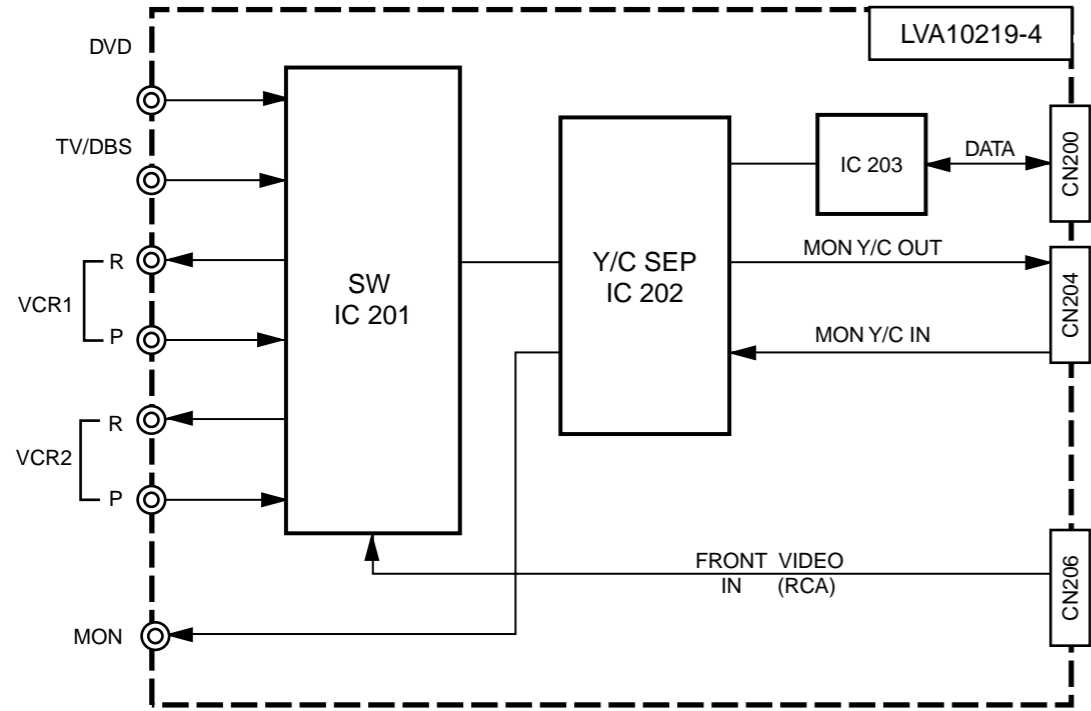 LVA10219-4
DVD
TV/DBS
R
VCR1
P
R
VCR2
P
MON
SW
IC 201
Y/C SEP
IC 202
IC 203
DATA
CN200
MON Y/C OUT
CN204
MON Y/C IN
FRONT VIDEO
IN (RCA)
CN206